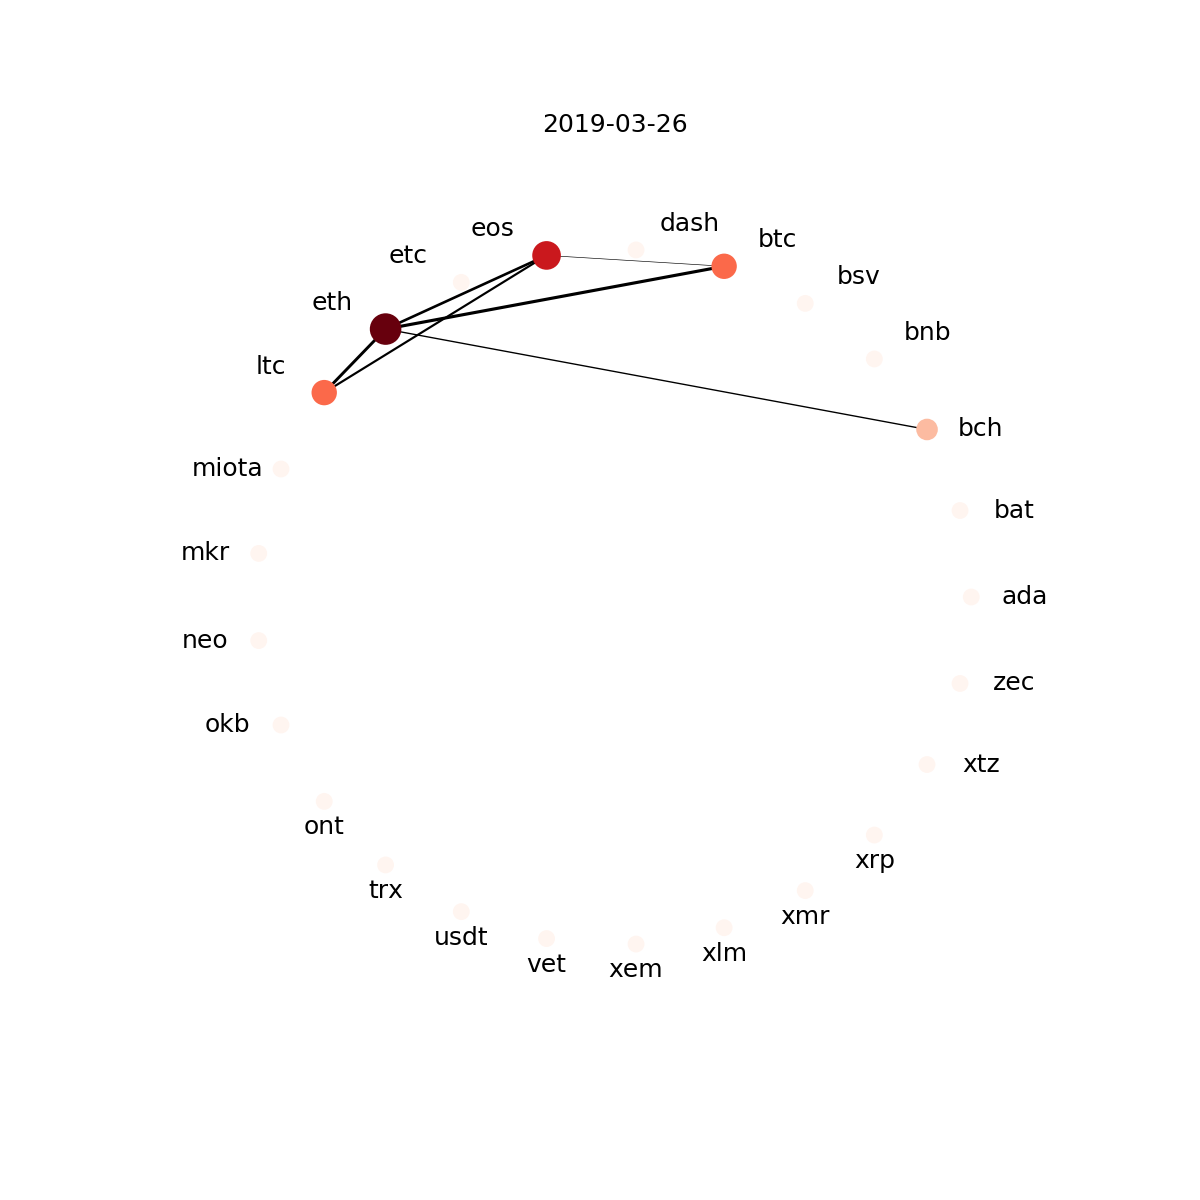 2019-03-26
dash
eos
btc
etc
bsv
eth
bnb
ltc
bch
miota
bat
mkr
ada
neo
zec
okb
xtz
ont
xrp
trx
xmr
usdt
xlm
vet
xem